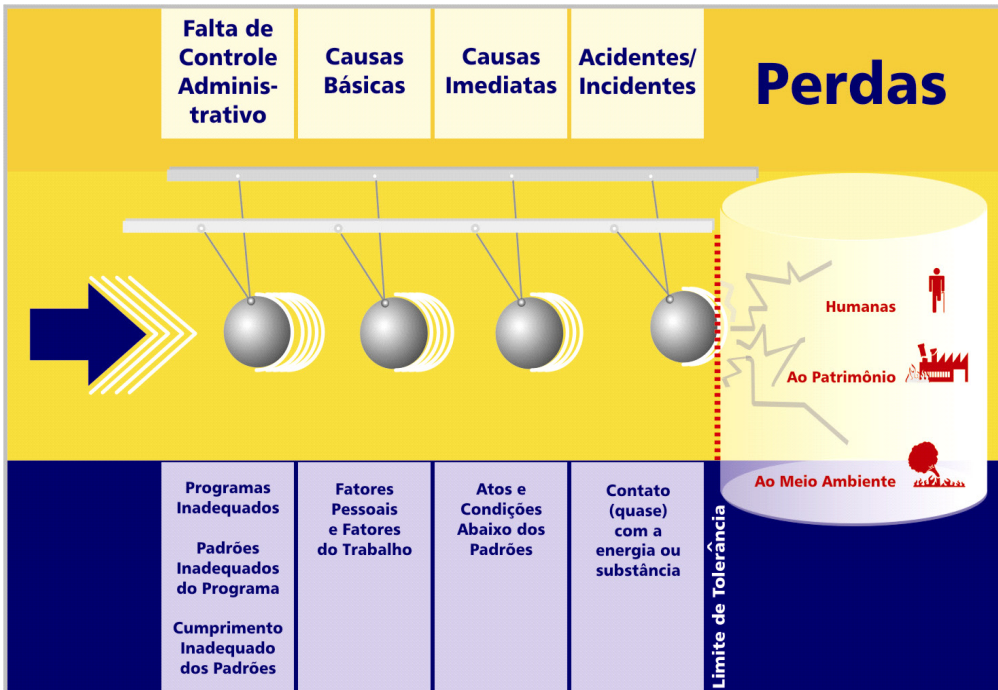 Falta de
Controle
Adminis-
trativo
Causas
Básicas
Causas
Imediatas
Acidentes/
Incidentes
Perdas
Humanas
Ao Patrimônio
Ao Meio Ambiente
Programas
Inadequados
Padrões
Inadequados
do Programa
Cumprimento
Inadequado
dos Padrões
Fatores
Pessoais
e Fatores
do Trabalho
Atos e
Condições
Abaixo dos
Padrões
Contato
(quase)
com a
energia ou
substância
Limite de Tolerância